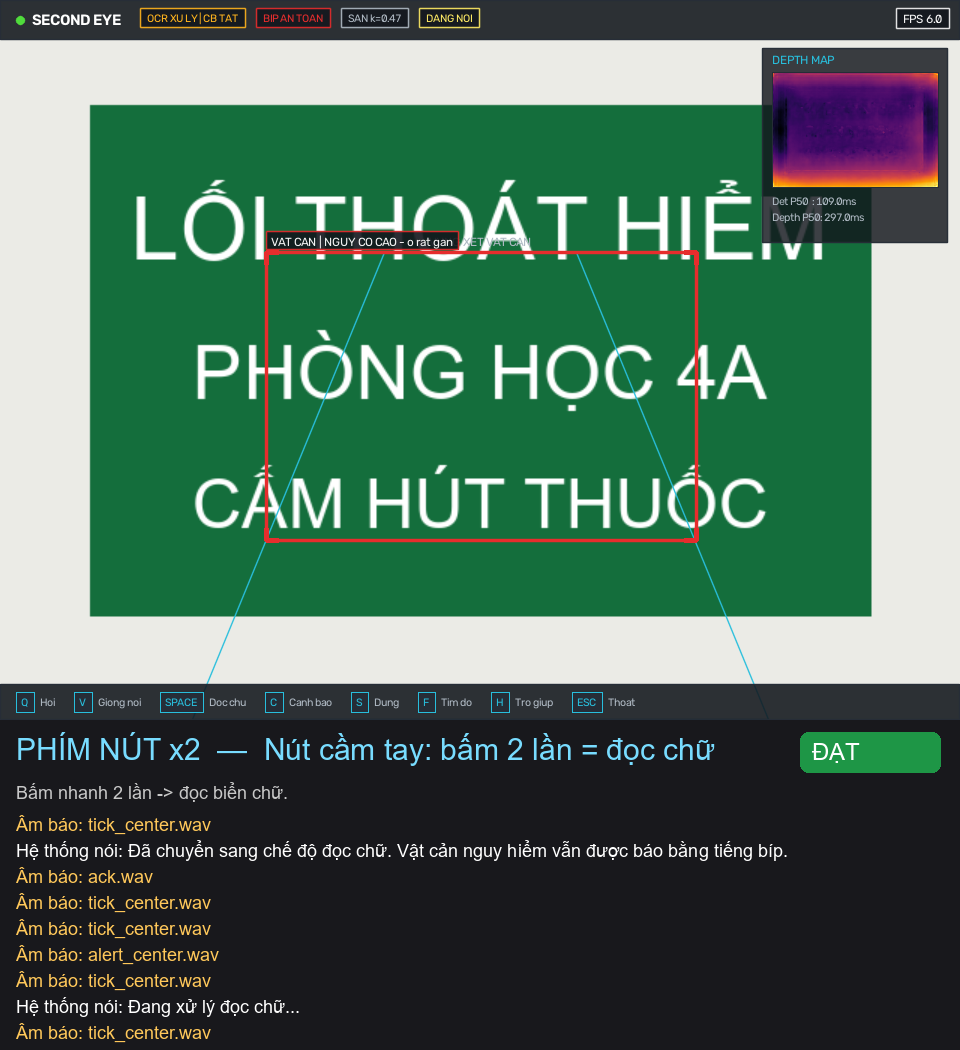 SECOND EYE OCR XU LY | CB TAT BIP AN TOAN SAN k=0.47 DANG NOI FPS 6.0
DEPTH MAP
Det P50 : 109.0ms
Depth P50: 297.0ms
LỐI THOÁT HIỂM
VAT CAN | NGUY CO CAO - o rat gan XET VAT CAN
PHÒNG HỌC 4A
CẤM HÚT THUỐC
Q Hoi V Giong noi SPACE Doc chu C Canh bao S Dung F Tim do H Tro giup ESC Thoat
PHÍM NÚT x2 — Nút cầm tay: bấm 2 lần = đọc chữ ĐẠT
Bấm nhanh 2 lần -> đọc biển chữ.
Âm báo: tick_center.wav
Hệ thống nói: Đã chuyển sang chế độ đọc chữ. Vật cản nguy hiểm vẫn được báo bằng tiếng bíp.
Âm báo: ack.wav
Âm báo: tick_center.wav
Âm báo: tick_center.wav
Âm báo: alert_center.wav
Âm báo: tick_center.wav
Hệ thống nói: Đang xử lý đọc chữ...
Âm báo: tick_center.wav